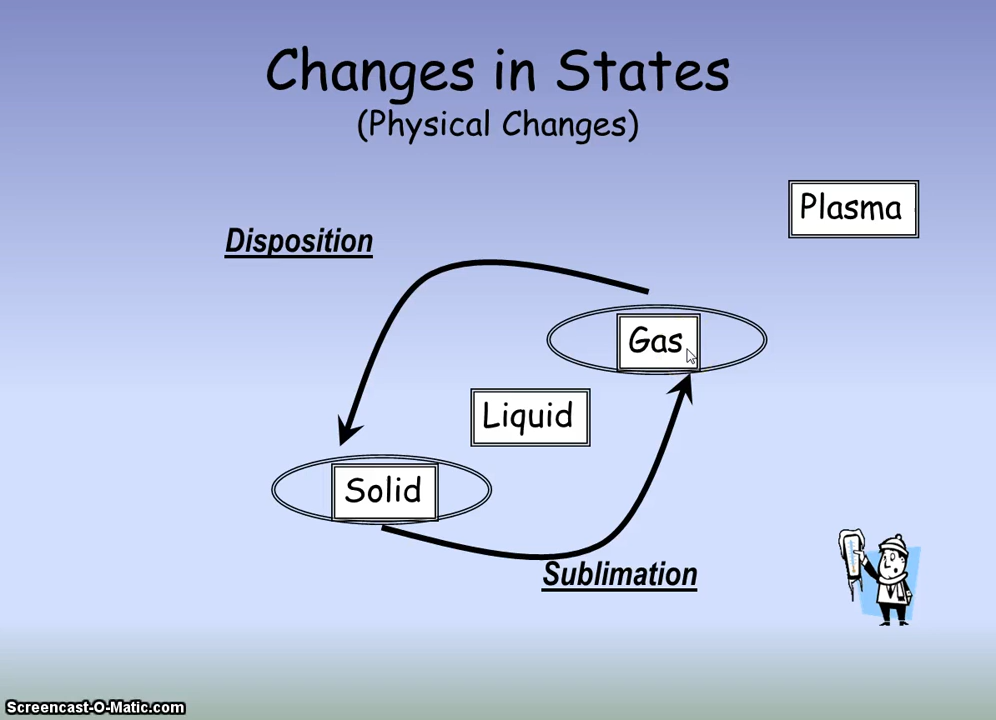 Changes in States
(Physical Changes)
Plasma
Disposition
Gas
Liquid
Solid
Sublimation
Screencast-O-Matic.com